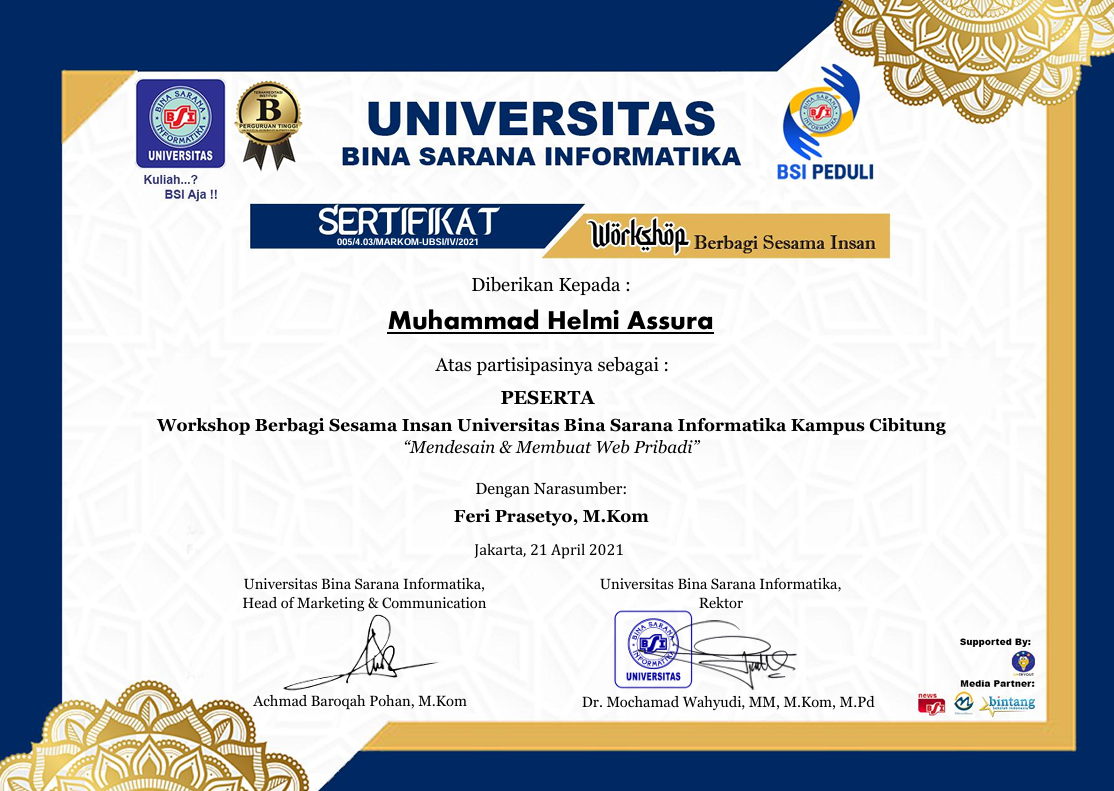 BINA SARANA
BSI
INFORMATIKA
UNIVERSITAS
Kuliah...?
BSI Aja !!
TERAKREDITASI
INSTITUSI
B
PERGURUAN TINGGI
UNIVERSITAS
BINA SARANA INFORMATIKA
BINA SARANA
BSI
INFORMATIKA
BSI PEDULI
SERTIFIKAT
005/4.03/MARKOM-UBSI/IV/2021
Workshop Berbagi Sesama Insan
Diberikan Kepada :
Muhammad Helmi Assura
Atas partisipasinya sebagai :
PESERTA
Workshop Berbagi Sesama Insan Universitas Bina Sarana Informatika Kampus Cibitung
“Mendesain & Membuat Web Pribadi”
Dengan Narasumber:
Feri Prasetyo, M.Kom
Jakarta, 21 April 2021
Universitas Bina Sarana Informatika,
Head of Marketing & Communication
Achmad Baroqah Pohan, M.Kom
Universitas Bina Sarana Informatika,
Rektor
BINA SARANA
BSI
INFORMATIKA
UNIVERSITAS
Dr. Mochamad Wahyudi, MM, M.Kom, M.Pd
Supported By:
Media Partner:
news
BSI
bintang